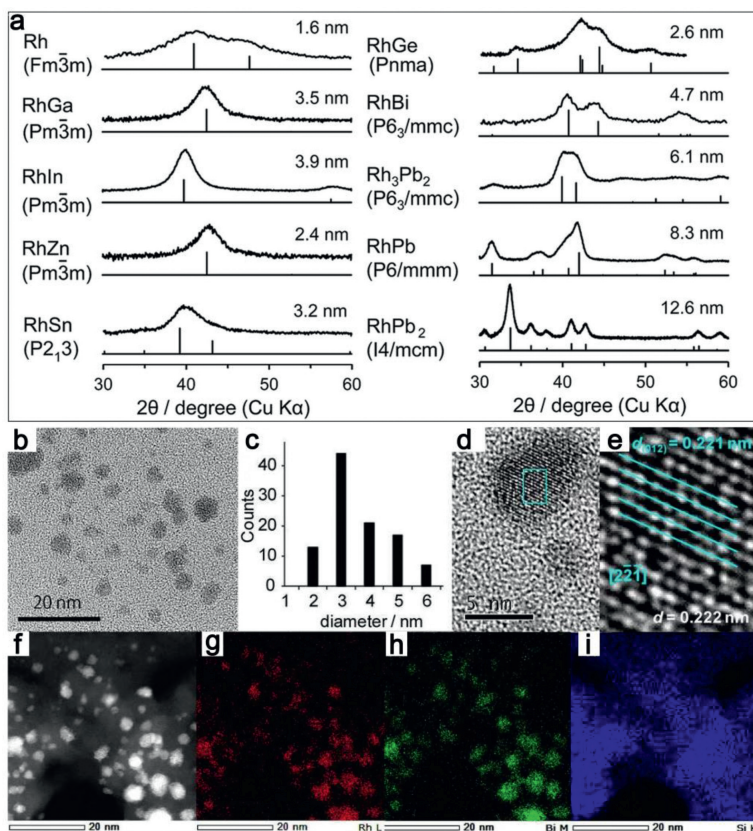 a
Rh
(Fm3̅m)
1.6 nm
RhGa
(Pm3̅m)
3.5 nm
RhIn
(Pm3̅m)
3.9 nm
RhZn
(Pm3̅m)
2.4 nm
RhSn
(P2₁3)
3.2 nm
30 40 50 60
2θ / degree (Cu Kα)
RhGe
(Pnma)
2.6 nm
RhBi
(P6₃/mmc)
4.7 nm
Rh₃Pb₂
(P6₃/mmc)
6.1 nm
RhPb
(P6/mmm)
8.3 nm
RhPb₂
(I4/mcm)
12.6 nm
30 40 50 60
2θ / degree (Cu Kα)
b
20 nm
c
Counts
40
30
20
10
0
1 2 3 4 5 6
diameter / nm
d
5 nm
e
d(012) = 0.221 nm
[22̅1]
d = 0.222 nm
f
20 nm
g
20 nm Rh L
h
20 nm Bi M
i
20 nm Si